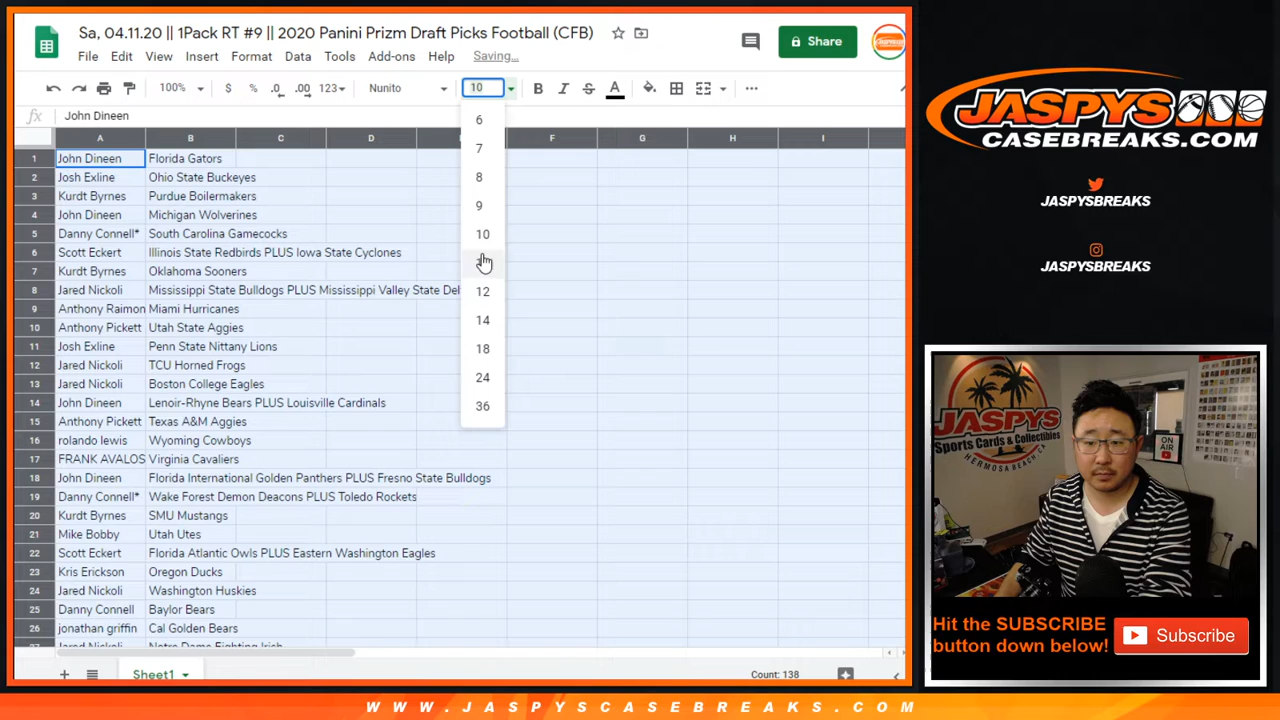 Sa, 04.11.20 || 1Pack RT #9 || 2020 Panini Prizm Draft Picks Football (CFB)
File Edit View Insert Format Data Tools Add-ons Help Saving...
Share
100% $ % .0 .00 123 Nunito 10 B I S A
fx John Dineen
A B C D F G H I
1 John Dineen Florida Gators
2 Josh Exline Ohio State Buckeyes
3 Kurdt Byrnes Purdue Boilermakers
4 John Dineen Michigan Wolverines
5 Danny Connell* South Carolina Gamecocks
6 Scott Eckert Illinois State Redbirds PLUS Iowa State Cyclones
7 Kurdt Byrnes Oklahoma Sooners
8 Jared Nickoli Mississippi State Bulldogs PLUS Mississippi Valley State Del
9 Anthony Raimon Miami Hurricanes
10 Anthony Pickett Utah State Aggies
11 Josh Exline Penn State Nittany Lions
12 Jared Nickoli TCU Horned Frogs
13 Jared Nickoli Boston College Eagles
14 John Dineen Lenoir-Rhyne Bears PLUS Louisville Cardinals
15 Anthony Pickett Texas A&M Aggies
16 rolando lewis Wyoming Cowboys
17 FRANK AVALOS Virginia Cavaliers
18 John Dineen Florida International Golden Panthers PLUS Fresno State Bulldogs
19 Danny Connell* Wake Forest Demon Deacons PLUS Toledo Rockets
20 Kurdt Byrnes SMU Mustangs
21 Mike Bobby Utah Utes
22 Scott Eckert Florida Atlantic Owls PLUS Eastern Washington Eagles
23 Kris Erickson Oregon Ducks
24 Jared Nickoli Washington Huskies
25 Danny Connell Baylor Bears
26 jonathan griffin Cal Golden Bears
27 Jared Nickoli Notre Dame Fighting Irish
6
7
8
9
10
12
14
18
24
36
Sheet1
Count: 138
JASPYS
CASEBREAKS.COM
JASPYSBREAKS
JASPYSBREAKS
JASPYS
Sports Cards & Collectibles
HERMOSA BEACH, CA
ON AIR
Hit the SUBSCRIBE
button down below!
Subscribe
WWW.JASPYSCASEBREAKS.COM